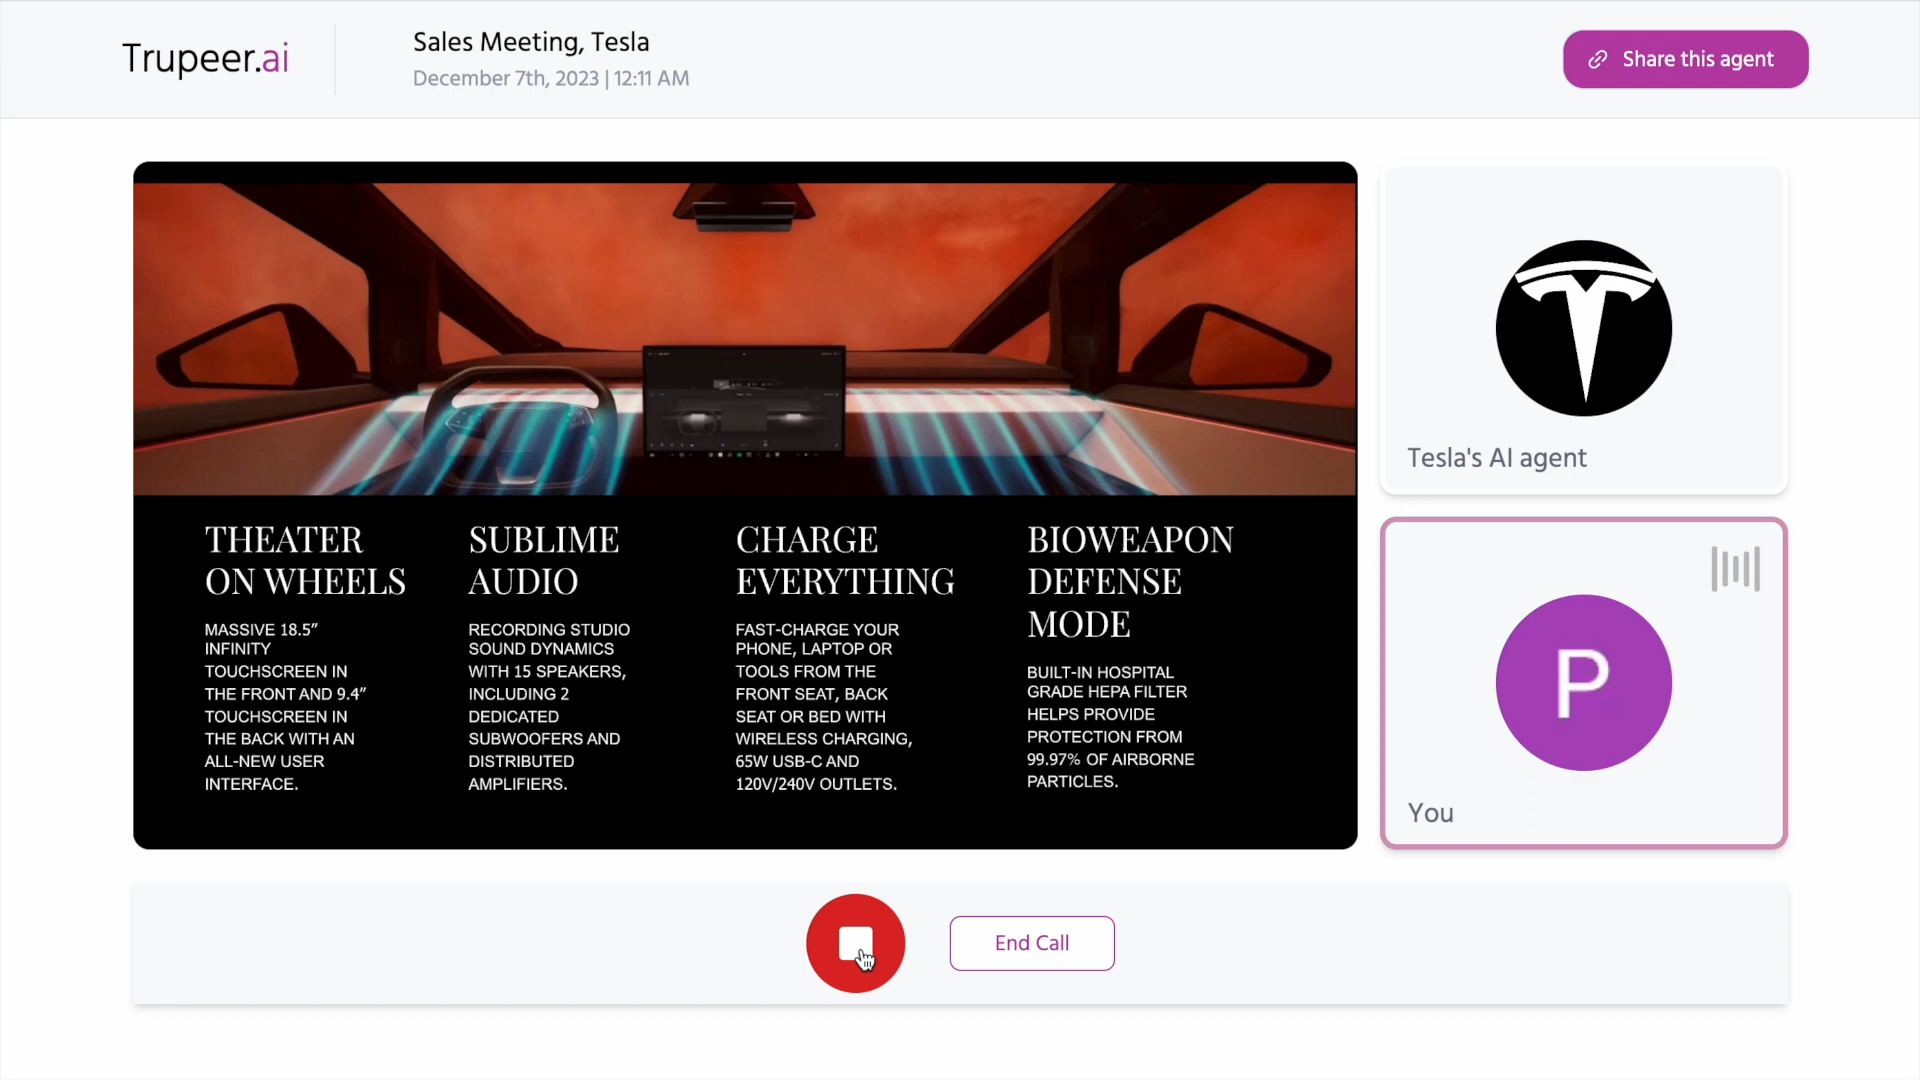 Trupeer.ai
Sales Meeting, Tesla
December 7th, 2023 | 12:11 AM
Share this agent
THEATER
ON WHEELS
MASSIVE 18.5”
INFINITY
TOUCHSCREEN IN
THE FRONT AND 9.4”
TOUCHSCREEN IN
THE BACK WITH AN
ALL-NEW USER
INTERFACE.
SUBLIME
AUDIO
RECORDING STUDIO
SOUND DYNAMICS
WITH 15 SPEAKERS,
INCLUDING 2
DEDICATED
SUBWOOFERS AND
DISTRIBUTED
AMPLIFIERS.
CHARGE
EVERYTHING
FAST-CHARGE YOUR
PHONE, LAPTOP OR
TOOLS FROM THE
FRONT SEAT, BACK
SEAT OR BED WITH
WIRELESS CHARGING,
65W USB-C AND
120V/240V OUTLETS.
BIOWEAPON
DEFENSE
MODE
BUILT-IN HOSPITAL
GRADE HEPA FILTER
HELPS PROVIDE
PROTECTION FROM
99.97% OF AIRBORNE
PARTICLES.
Tesla's AI agent
P
You
End Call